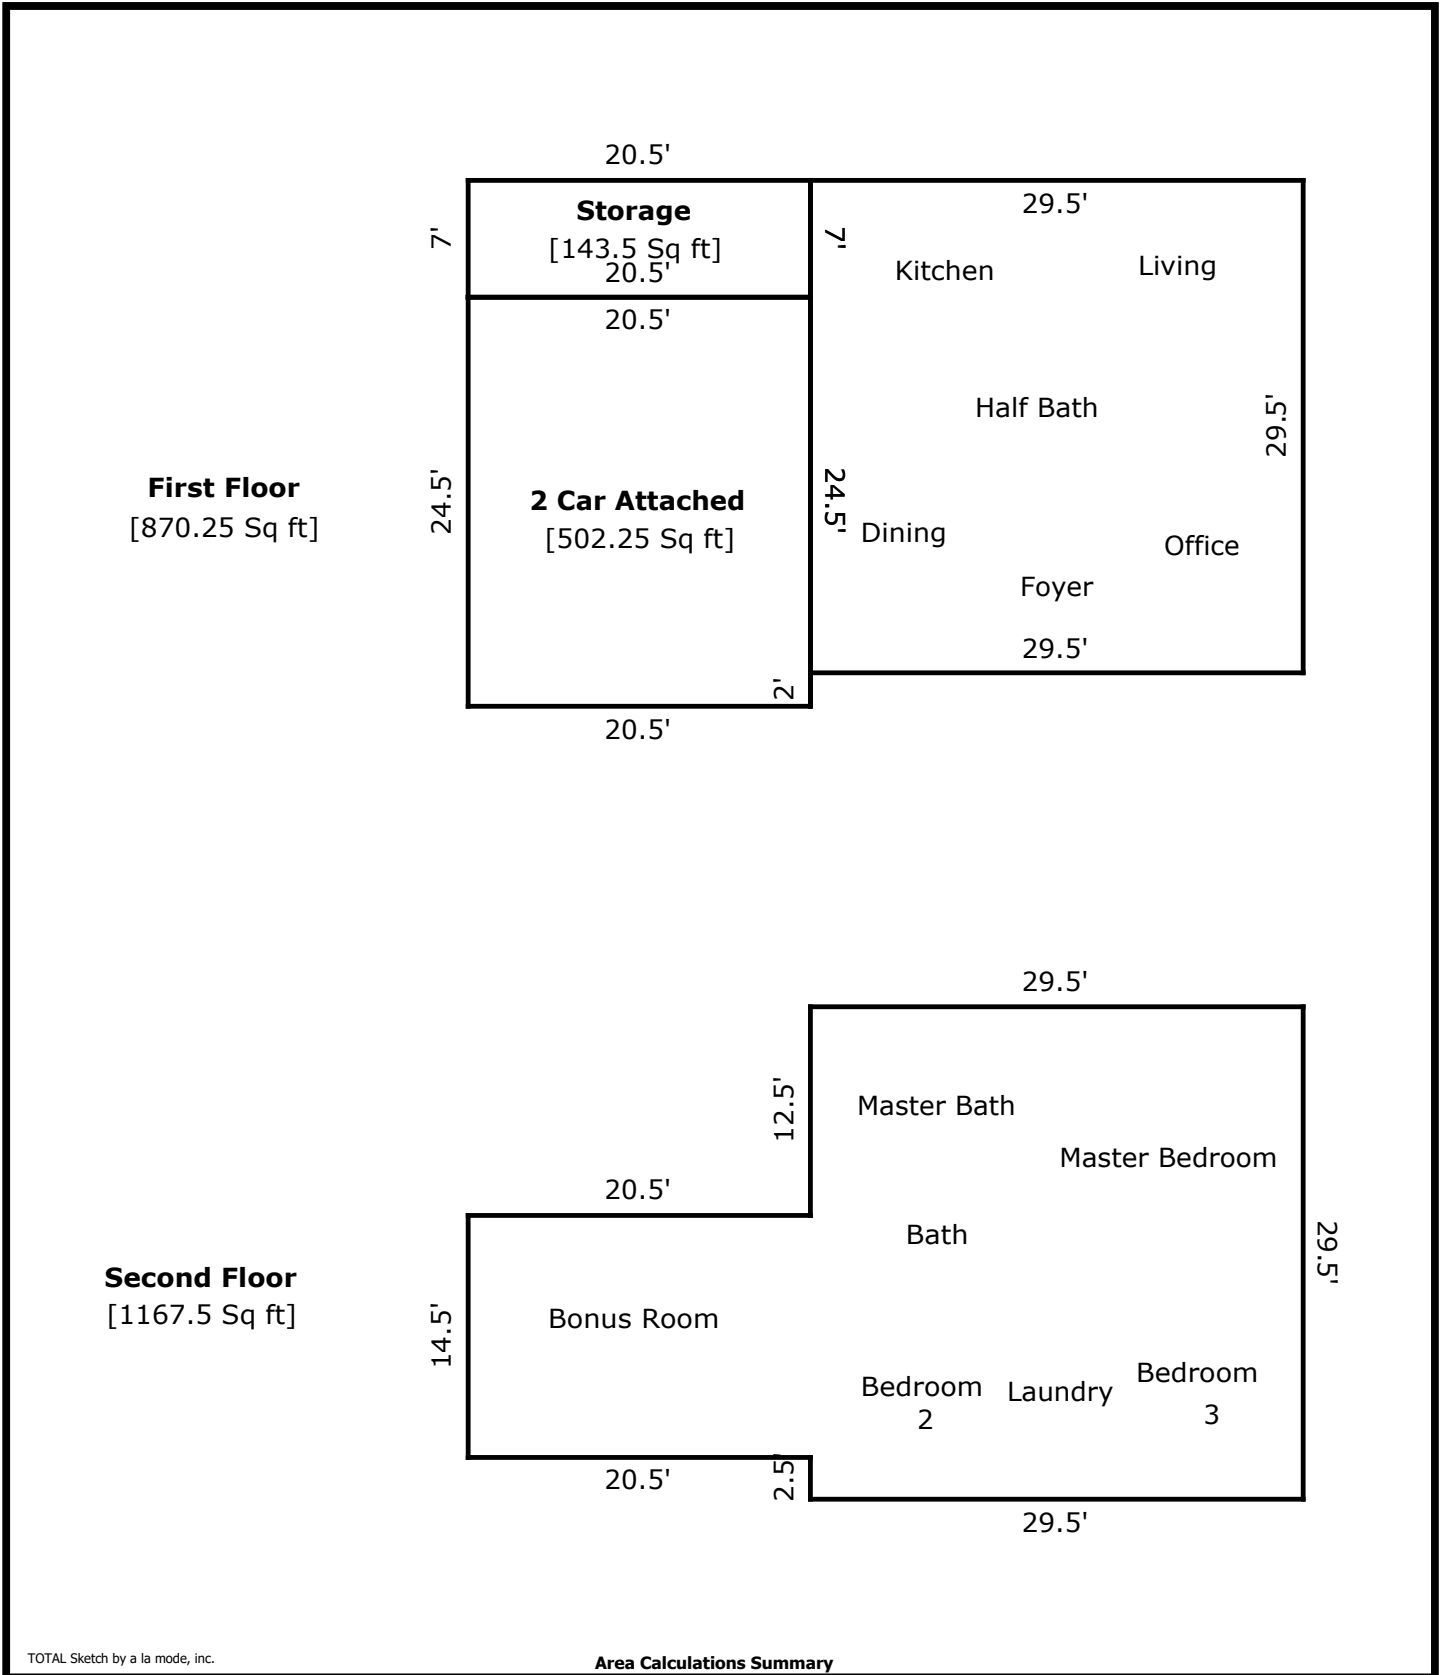 20.5'
Storage
29.5'
7'
7'
[143.5 Sq ft]
20.5'
Kitchen
Living
20.5'
Half Bath
29.5'
First Floor
[870.25 Sq ft]
24.5'
2 Car Attached
[502.25 Sq ft]
24.5'
Dining
Office
Foyer
29.5'
2'
20.5'
29.5'
12.5'
Master Bath
Master Bedroom
20.5'
Bath
29.5'
Second Floor
[1167.5 Sq ft]
14.5'
Bonus Room
Bedroom
2
Laundry
Bedroom
3
20.5'
2.5'
29.5'
TOTAL Sketch by a la mode, inc.
Area Calculations Summary